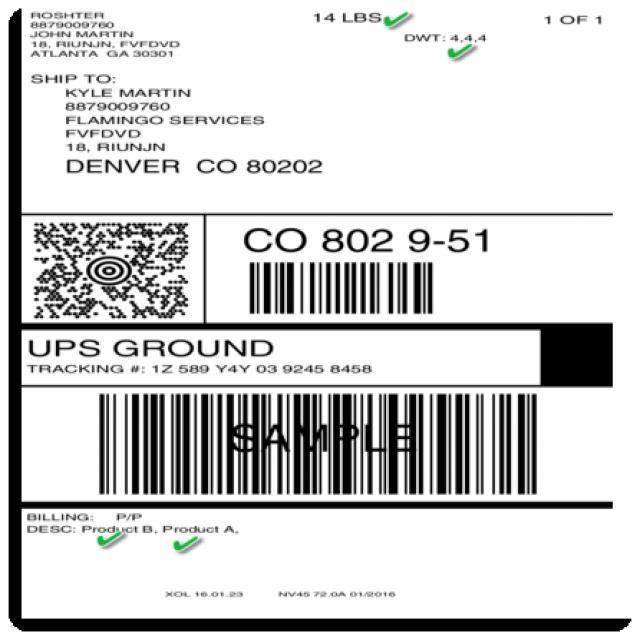 ROSHTER
8879009760
JOHN MARTIN
18, RIUNJN, FVFDVD
ATLANTA GA 30301
14 LBS
1 OF 1
DWT: 4,4,4
SHIP TO:
KYLE MARTIN
8879009760
FLAMINGO SERVICES
FVFDVD
18, RIUNJN
DENVER CO 80202
CO 802 9-51
UPS GROUND
TRACKING #: 1Z 589 Y4Y 03 9245 8458
SAMPLE
BILLING: P/P
DESC: Product B, Product A,
XOL 16.01.23 NV45 72.0A 01/2016